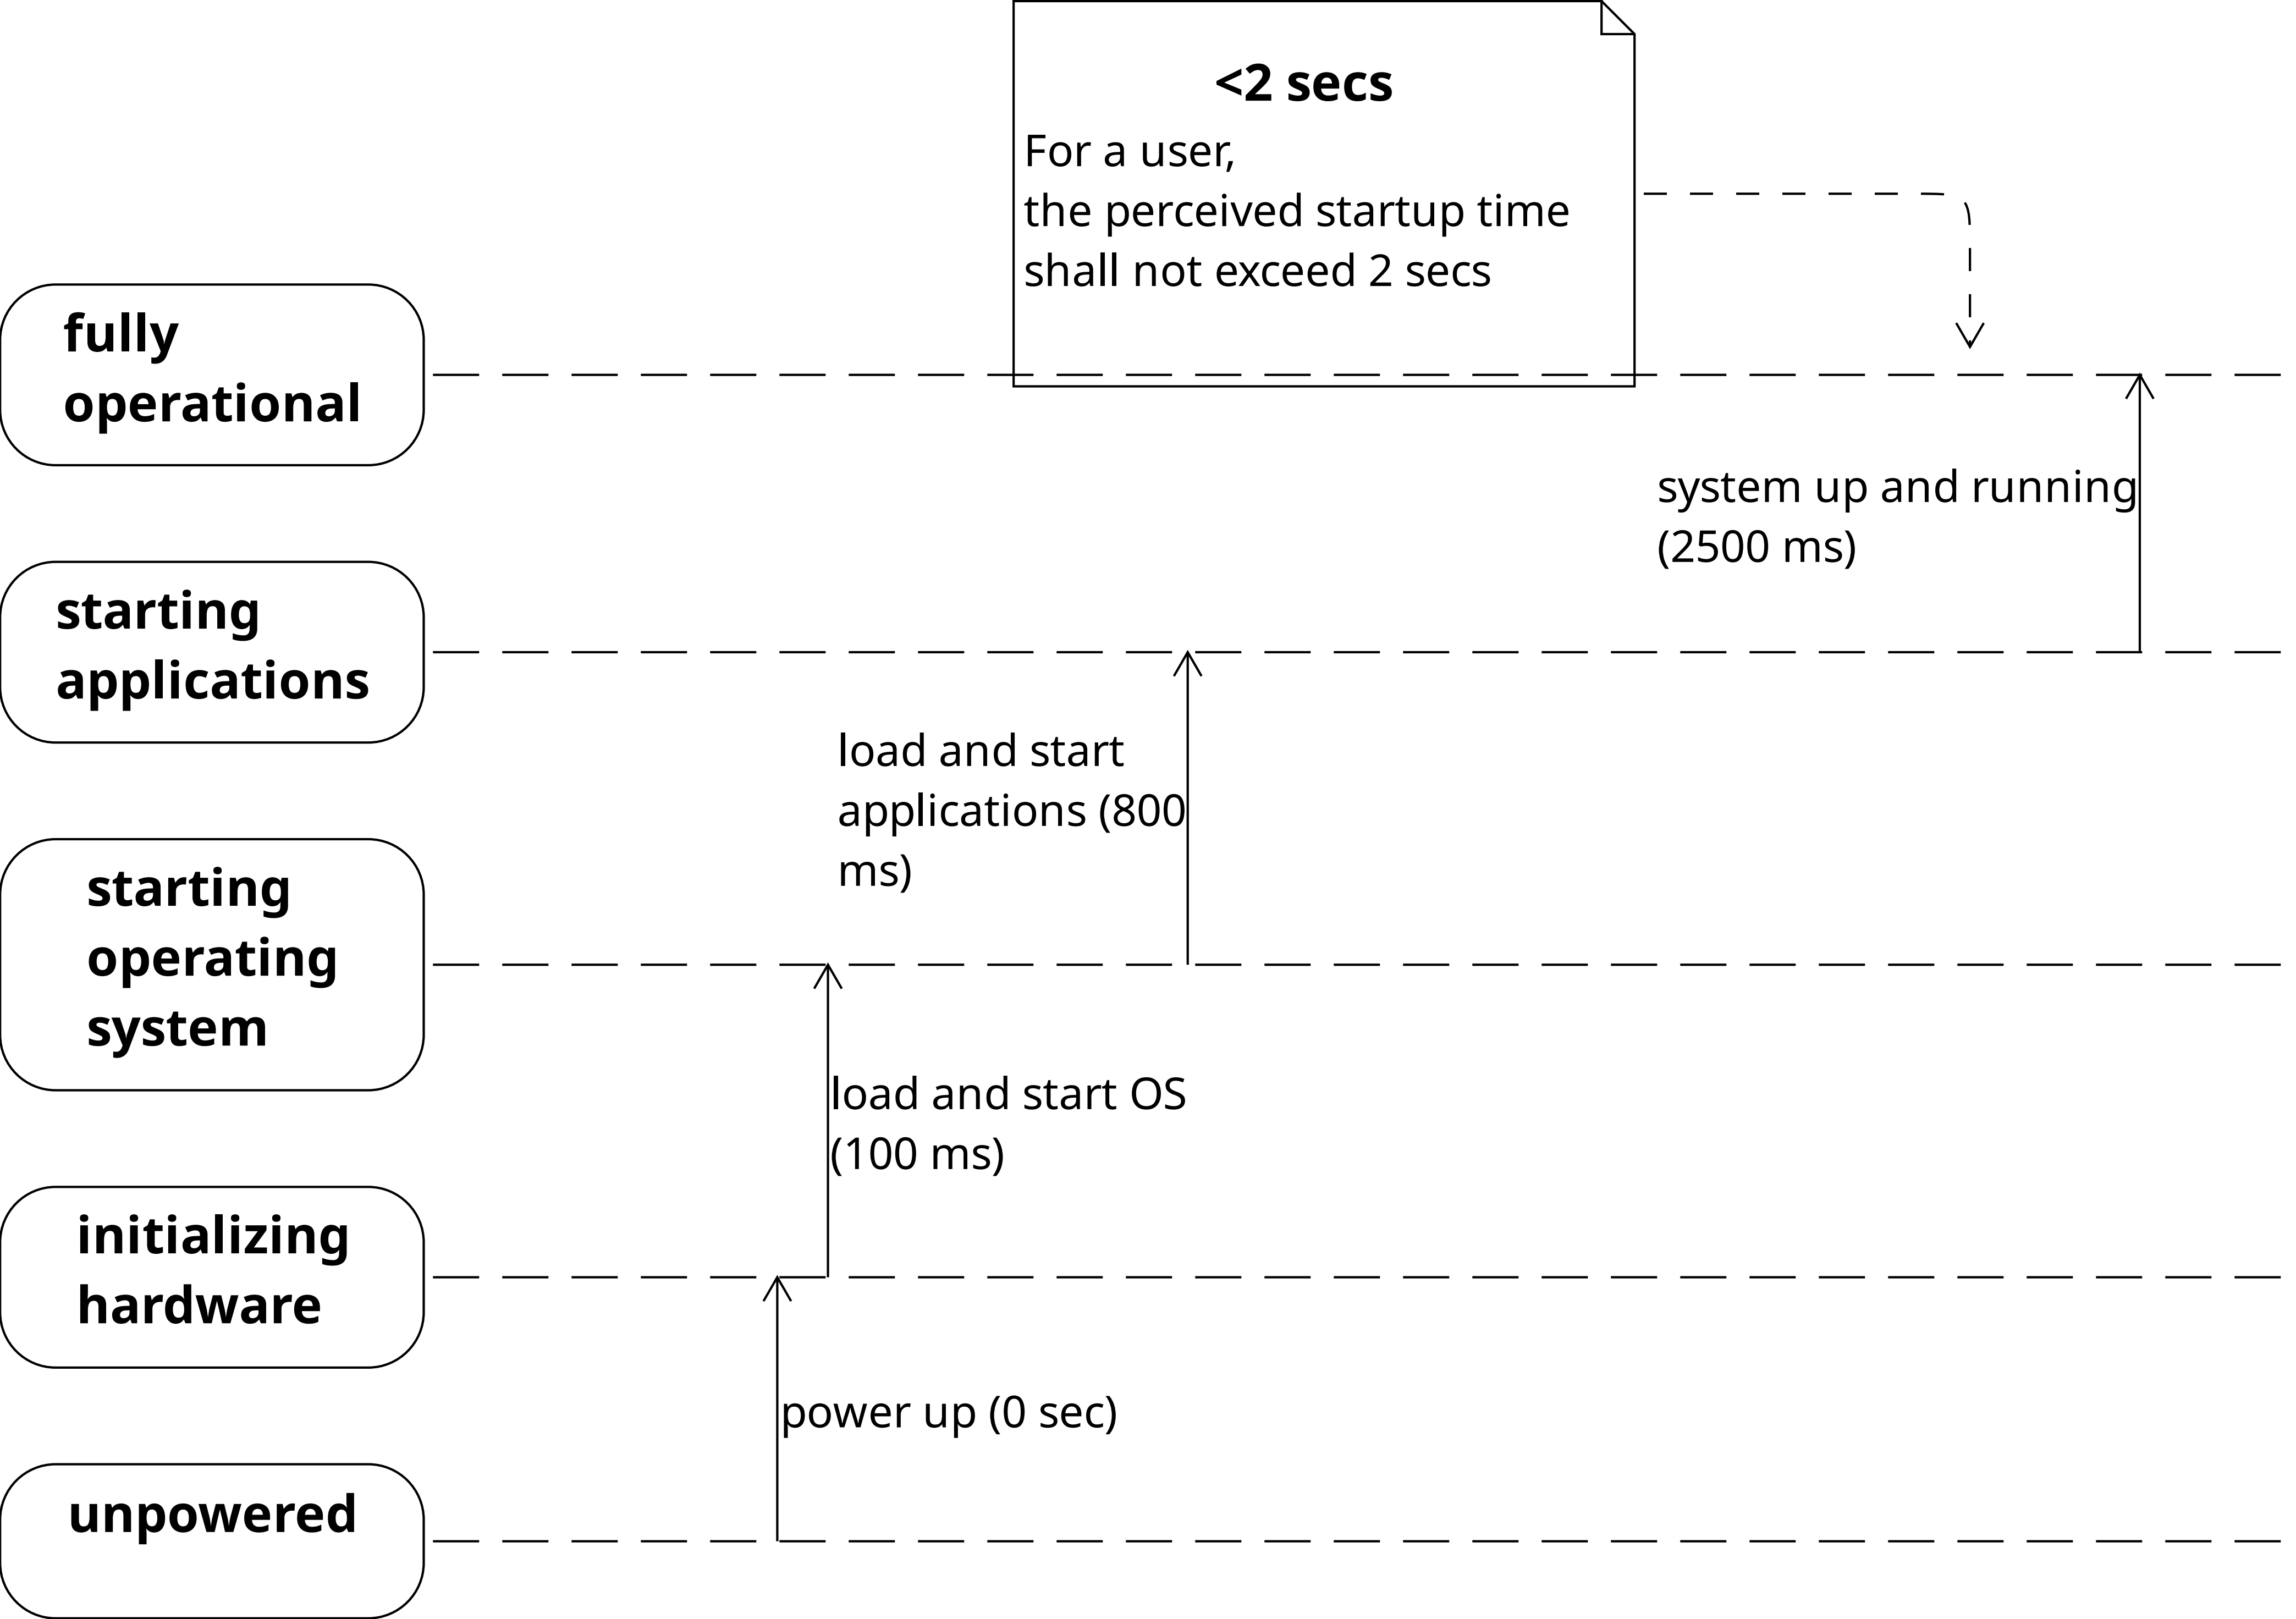 <2 secs
For a user,
the perceived startup time
shall not exceed 2 secs
fully
operational
system up and running
(2500 ms)
starting
applications
load and start
applications (800
ms)
starting
operating
system
load and start OS
(100 ms)
initializing
hardware
power up (0 sec)
unpowered